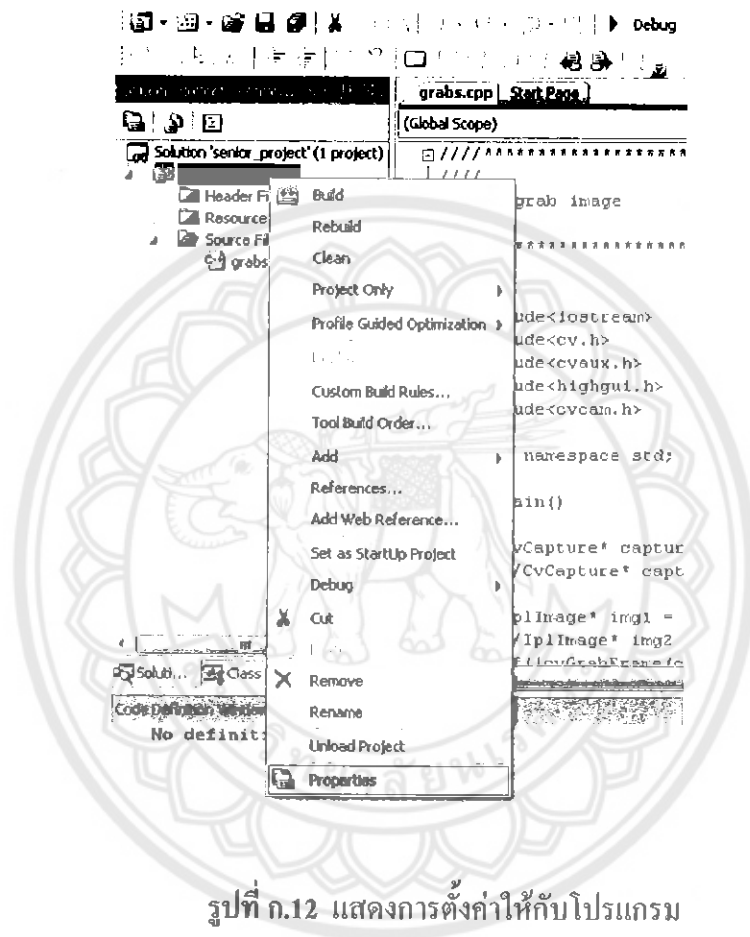 Debug
grabs.cpp Start Page
(Global Scope)
Solution 'senior_project' (1 project)
Header Fi
Resource
Source Fil
grabs
Build
Rebuild
Clean
Project Only
Profile Guided Optimization
Custom Build Rules...
Tool Build Order...
Add
References...
Add Web Reference...
Set as StartUp Project
Debug
Cut
Remove
Rename
Unload Project
Properties
grab image
ude<iostream>
ude<cv.h>
ude<cvaux.h>
ude<highgui.h>
ude<cvcam.h>
namespace std;
ain()
vCapture* captur
/CvCapture* capt
plImage* img1 =
/IplImage* img2
Soluti... Class
Code Definition Window
No definit
รูปที่ ก.12 แสดงการตั้งค่าให้กับโปรแกรม